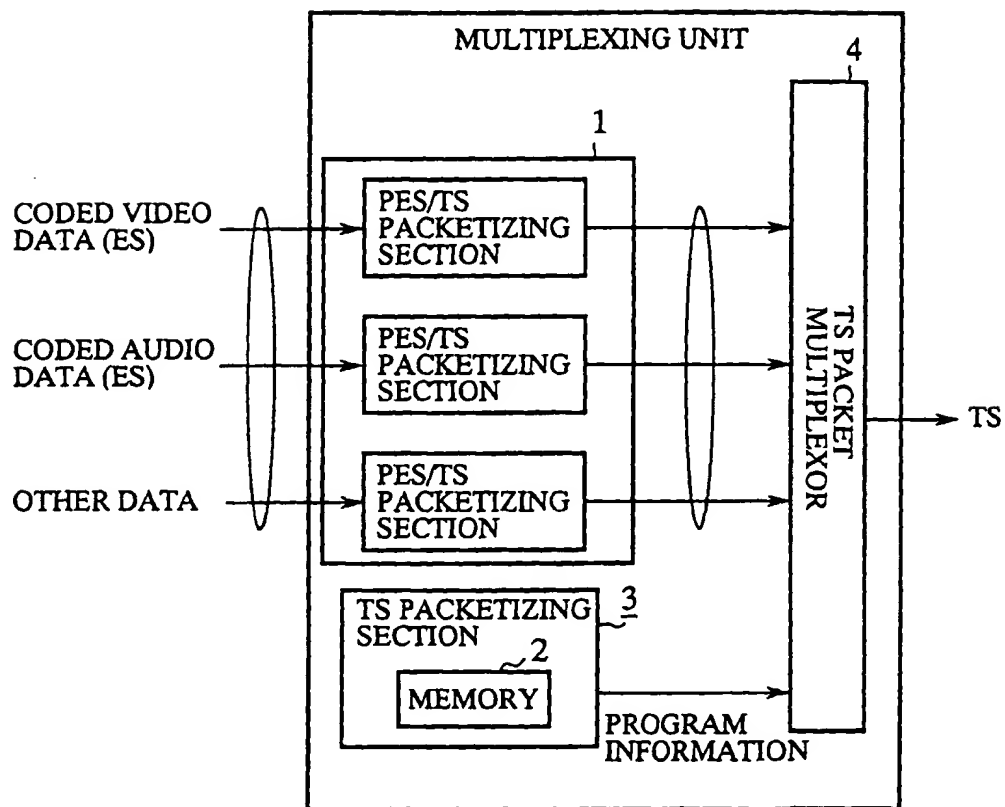 MULTIPLEXING UNIT
4
1
CODED VIDEO
DATA (ES)
PES/TS
PACKETIZING
SECTION
CODED AUDIO
DATA (ES)
PES/TS
PACKETIZING
SECTION
OTHER DATA
PES/TS
PACKETIZING
SECTION
TS PACKET
MULTIPLEXOR
TS
TS PACKETIZING
SECTION
3
2
MEMORY
PROGRAM
INFORMATION